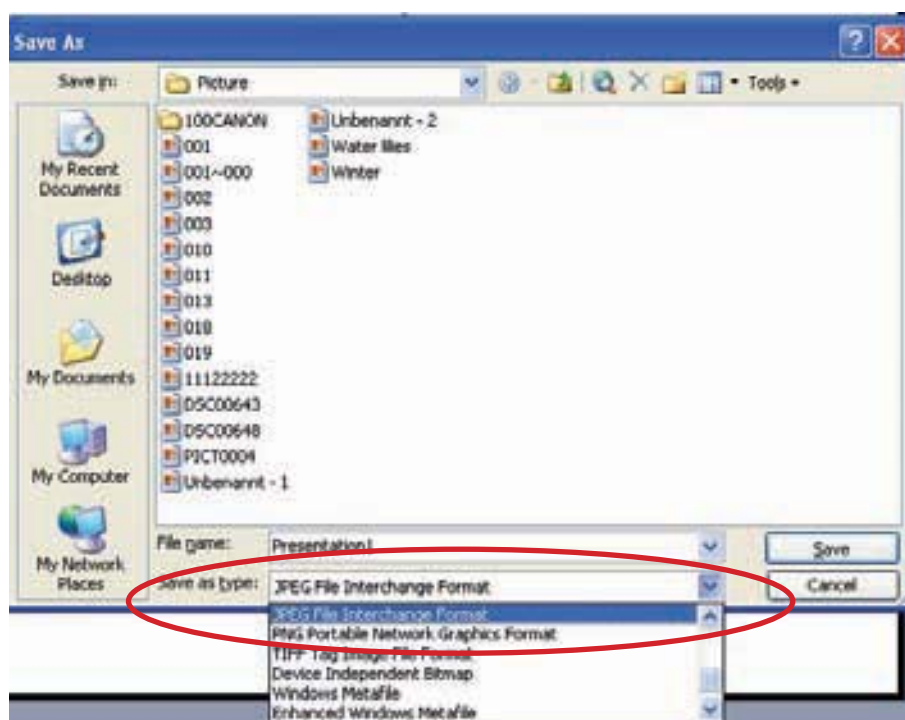 Save As
Save in:
Picture
Tools
My Recent
Documents
Desktop
My Documents
My Computer
My Network
Places
100CANON
001
001~000
002
003
010
011
013
018
019
11122222
DSC00643
DSC00648
PICT0004
Unbenannt - 1
Unbenannt - 2
Water lilies
Winter
File name:
Presentation1
Save
Save as type:
JPEG File Interchange Format
Cancel
JPEG File Interchange Format
PNG Portable Network Graphics Format
TIFF Tag Image File Format
Device Independent Bitmap
Windows Metafile
Enhanced Windows Metafile